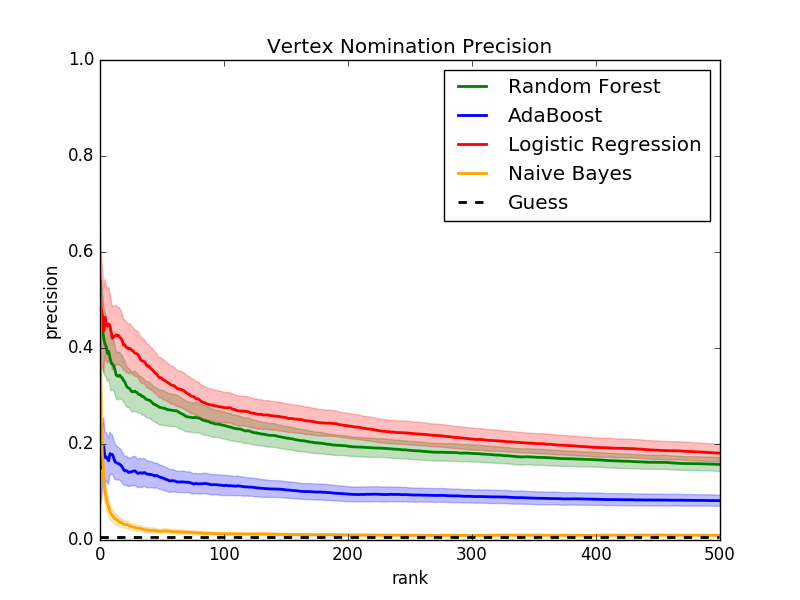 Vertex Nomination Precision
1.0
0.8
0.6
0.4
0.2
0.0
precision
Random Forest
AdaBoost
Logistic Regression
Naive Bayes
Guess
0 100 200 300 400 500
rank